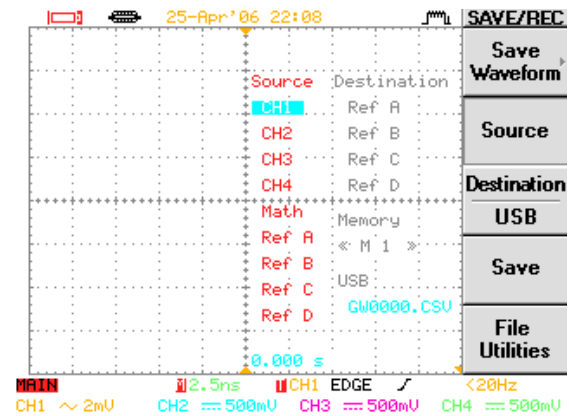 25-Apr'06 22:08
SAVE/REC
Save
Waveform
Source
Destination
USB
Save
File
Utilities
Source
CH1
CH2
CH3
CH4
Math
Ref A
Ref B
Ref C
Ref D
Destination
Ref A
Ref B
Ref C
Ref D
Memory
« M 1 »
USB
GW0000.CSV
0.000 s
MAIN M 2.5ns T CH1 EDGE <20Hz
CH1 ~ 2mV CH2 500mV CH3 500mV CH4 500mV